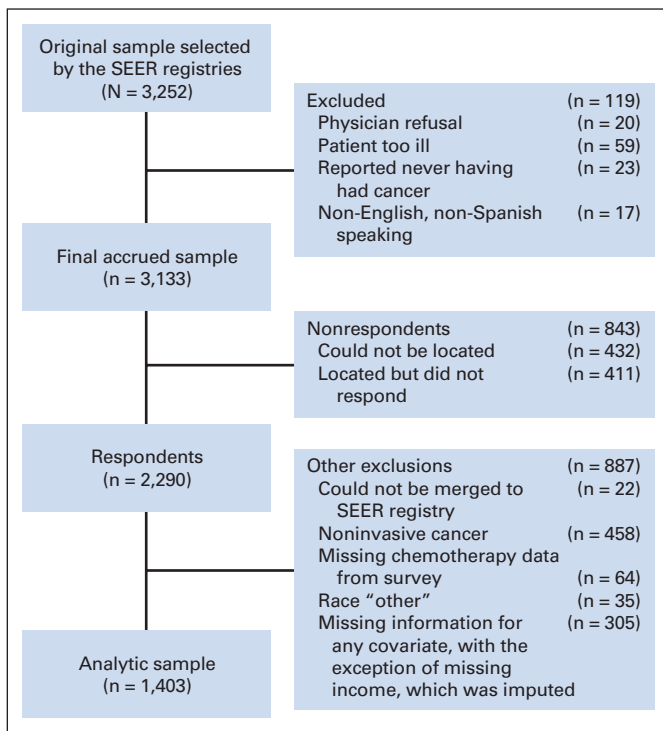 Original sample selected
by the SEER registries
(N = 3,252)
Excluded (n = 119)
Physician refusal (n = 20)
Patient too ill (n = 59)
Reported never having (n = 23)
had cancer
Non-English, non-Spanish (n = 17)
speaking
Final accrued sample
(n = 3,133)
Nonrespondents (n = 843)
Could not be located (n = 432)
Located but did not (n = 411)
respond
Respondents
(n = 2,290)
Other exclusions (n = 887)
Could not be merged to (n = 22)
SEER registry
Noninvasive cancer (n = 458)
Missing chemotherapy data
from survey (n = 64)
Race “other” (n = 35)
Missing information for (n = 305)
any covariate, with the
exception of missing
income, which was imputed
Analytic sample
(n = 1,403)